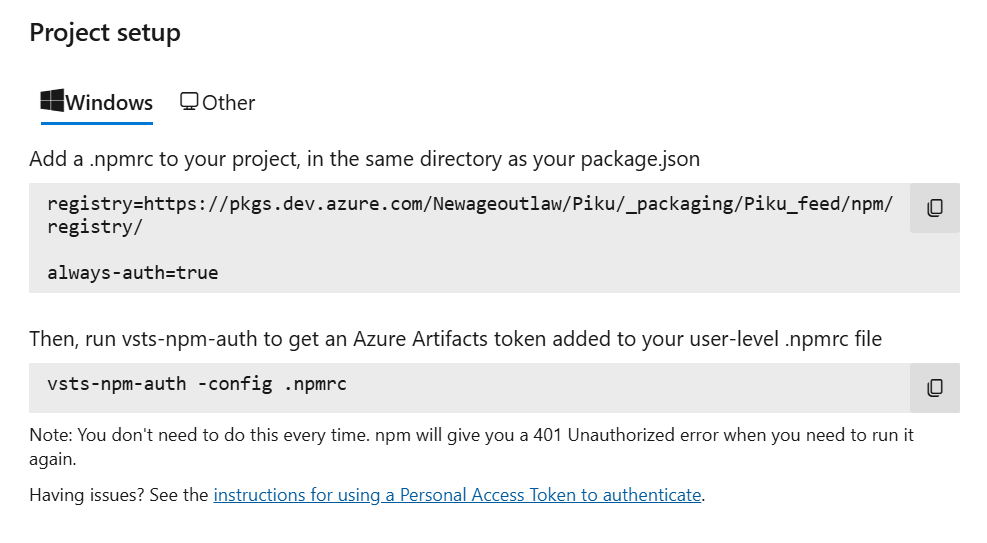 Project setup
Windows Other
Add a .npmrc to your project, in the same directory as your package.json
registry=https://pkgs.dev.azure.com/Newageoutlaw/Piku/_packaging/Piku_feed/npm/
registry/
always-auth=true
Then, run vsts-npm-auth to get an Azure Artifacts token added to your user-level .npmrc file
vsts-npm-auth -config .npmrc
Note: You don't need to do this every time. npm will give you a 401 Unauthorized error when you need to run it
again.
Having issues? See the instructions for using a Personal Access Token to authenticate.